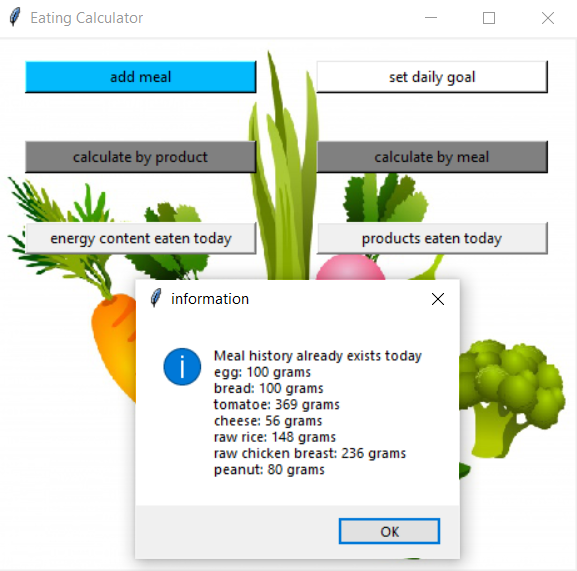 Eating Calculator
add meal
set daily goal
calculate by product
calculate by meal
energy content eaten today
products eaten today
information
Meal history already exists today
egg: 100 grams
bread: 100 grams
tomatoe: 369 grams
cheese: 56 grams
raw rice: 148 grams
raw chicken breast: 236 grams
peanut: 80 grams
OK